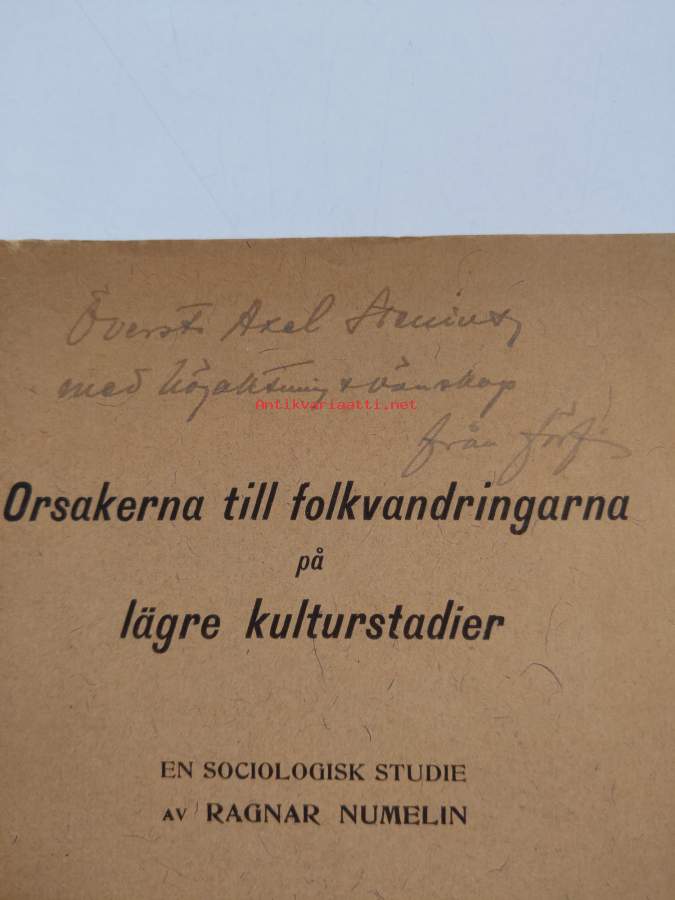 Överst Axel
med högaktning & vänskap
Antikvariaatti.net
från förf.
Orsakerna till folkvandringarna
på
lägre kulturstadier
EN SOCIOLOGISK STUDIE
AV RAGNAR NUMELIN